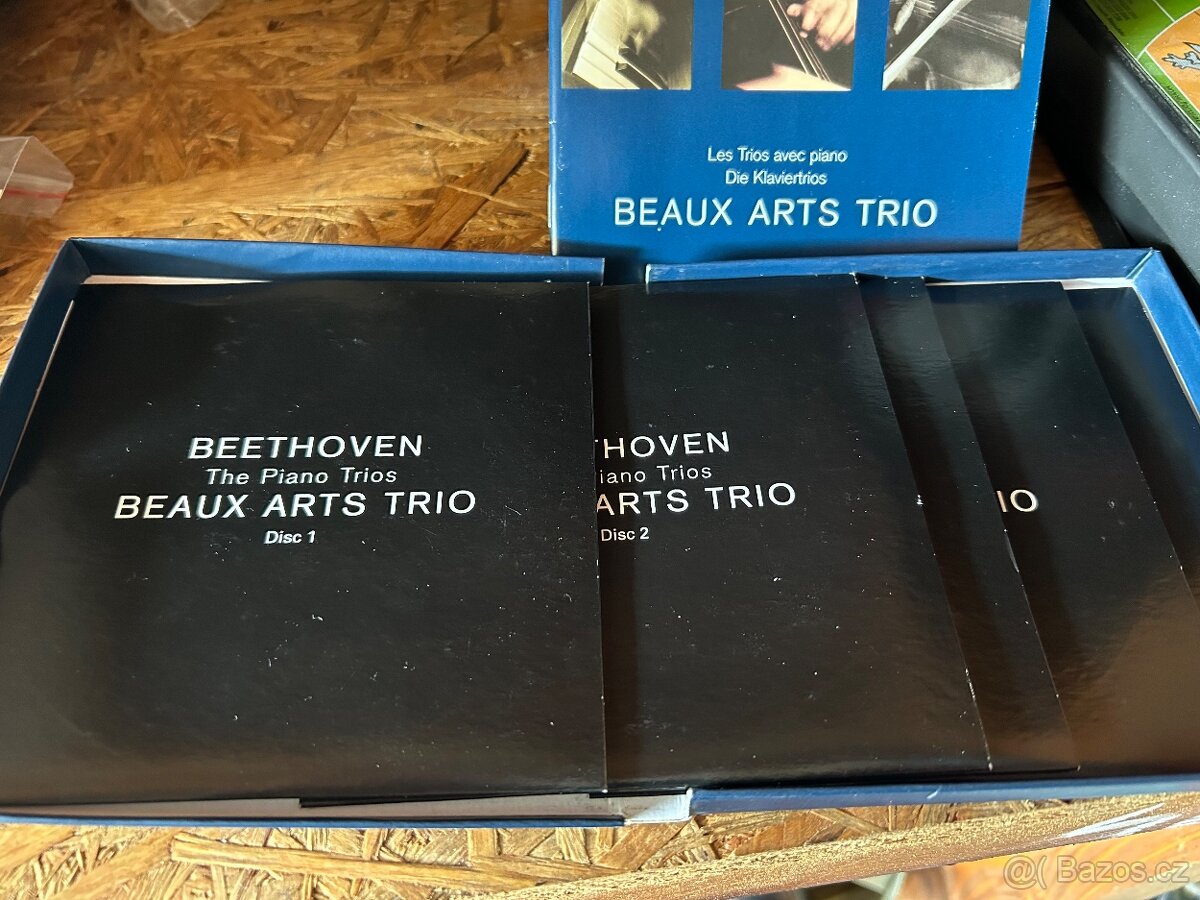 Les Trios avec piano
Die Klaviertrios
BEAUX ARTS TRIO
BEETHOVEN
The Piano Trios
BEAUX ARTS TRIO
Disc 1
THOVEN
iano Trios
ARTS TRIO
Disc 2
IO
@( Bazos.cz